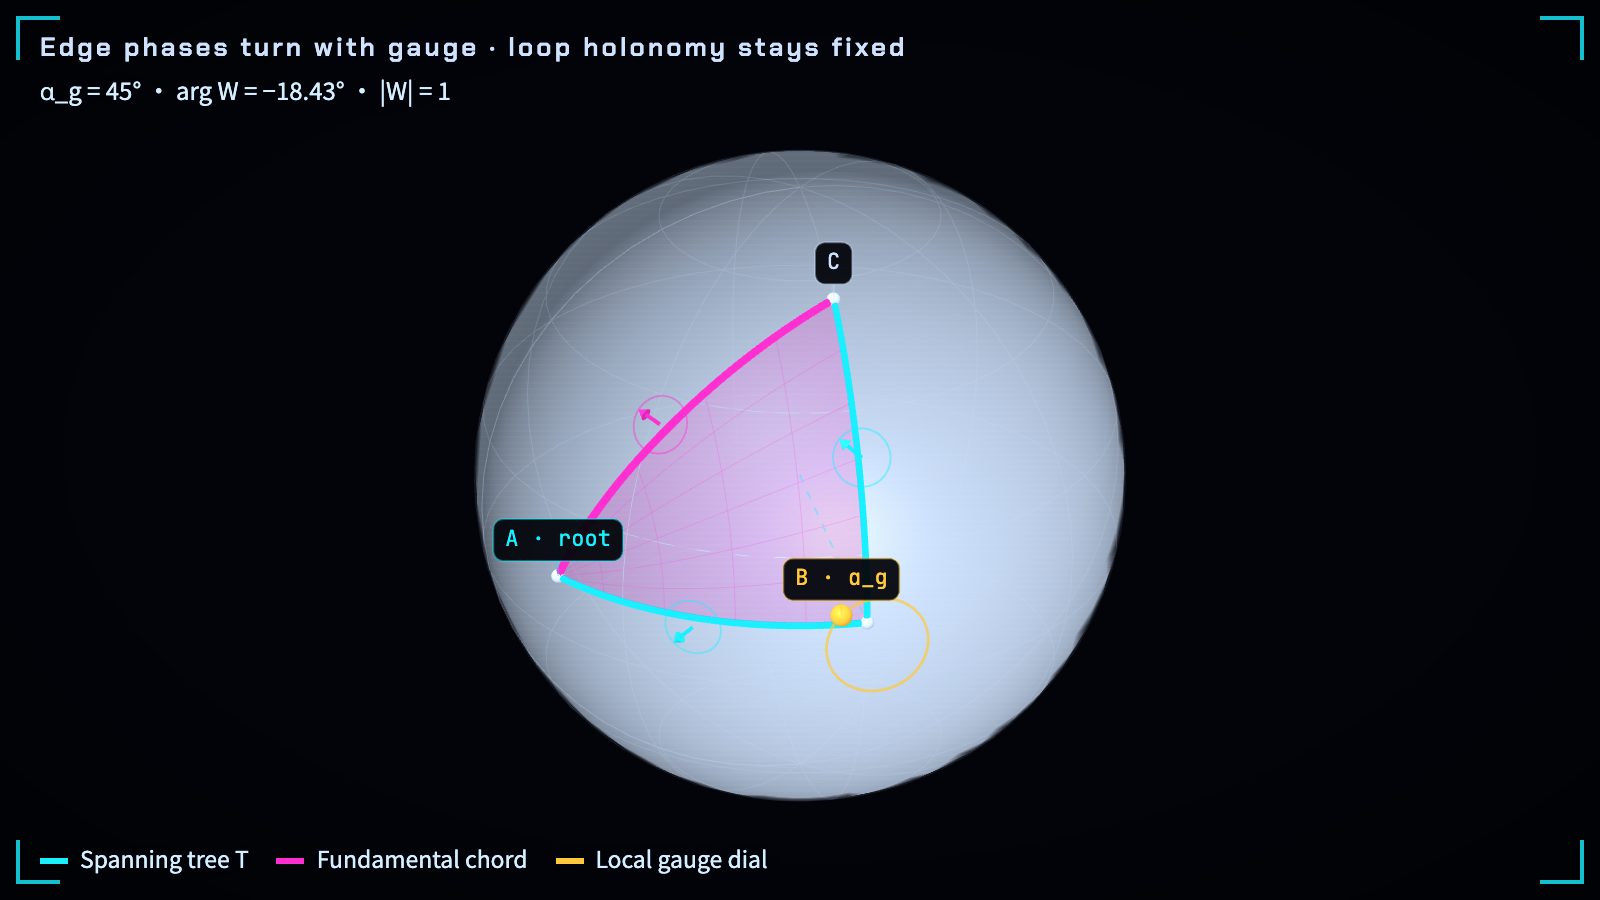 Edge phases turn with gauge · loop holonomy stays fixed
α_g = 45° • arg W = −18.43° • |W| = 1
C
A · root
B · α_g
Spanning tree T
Fundamental chord
Local gauge dial